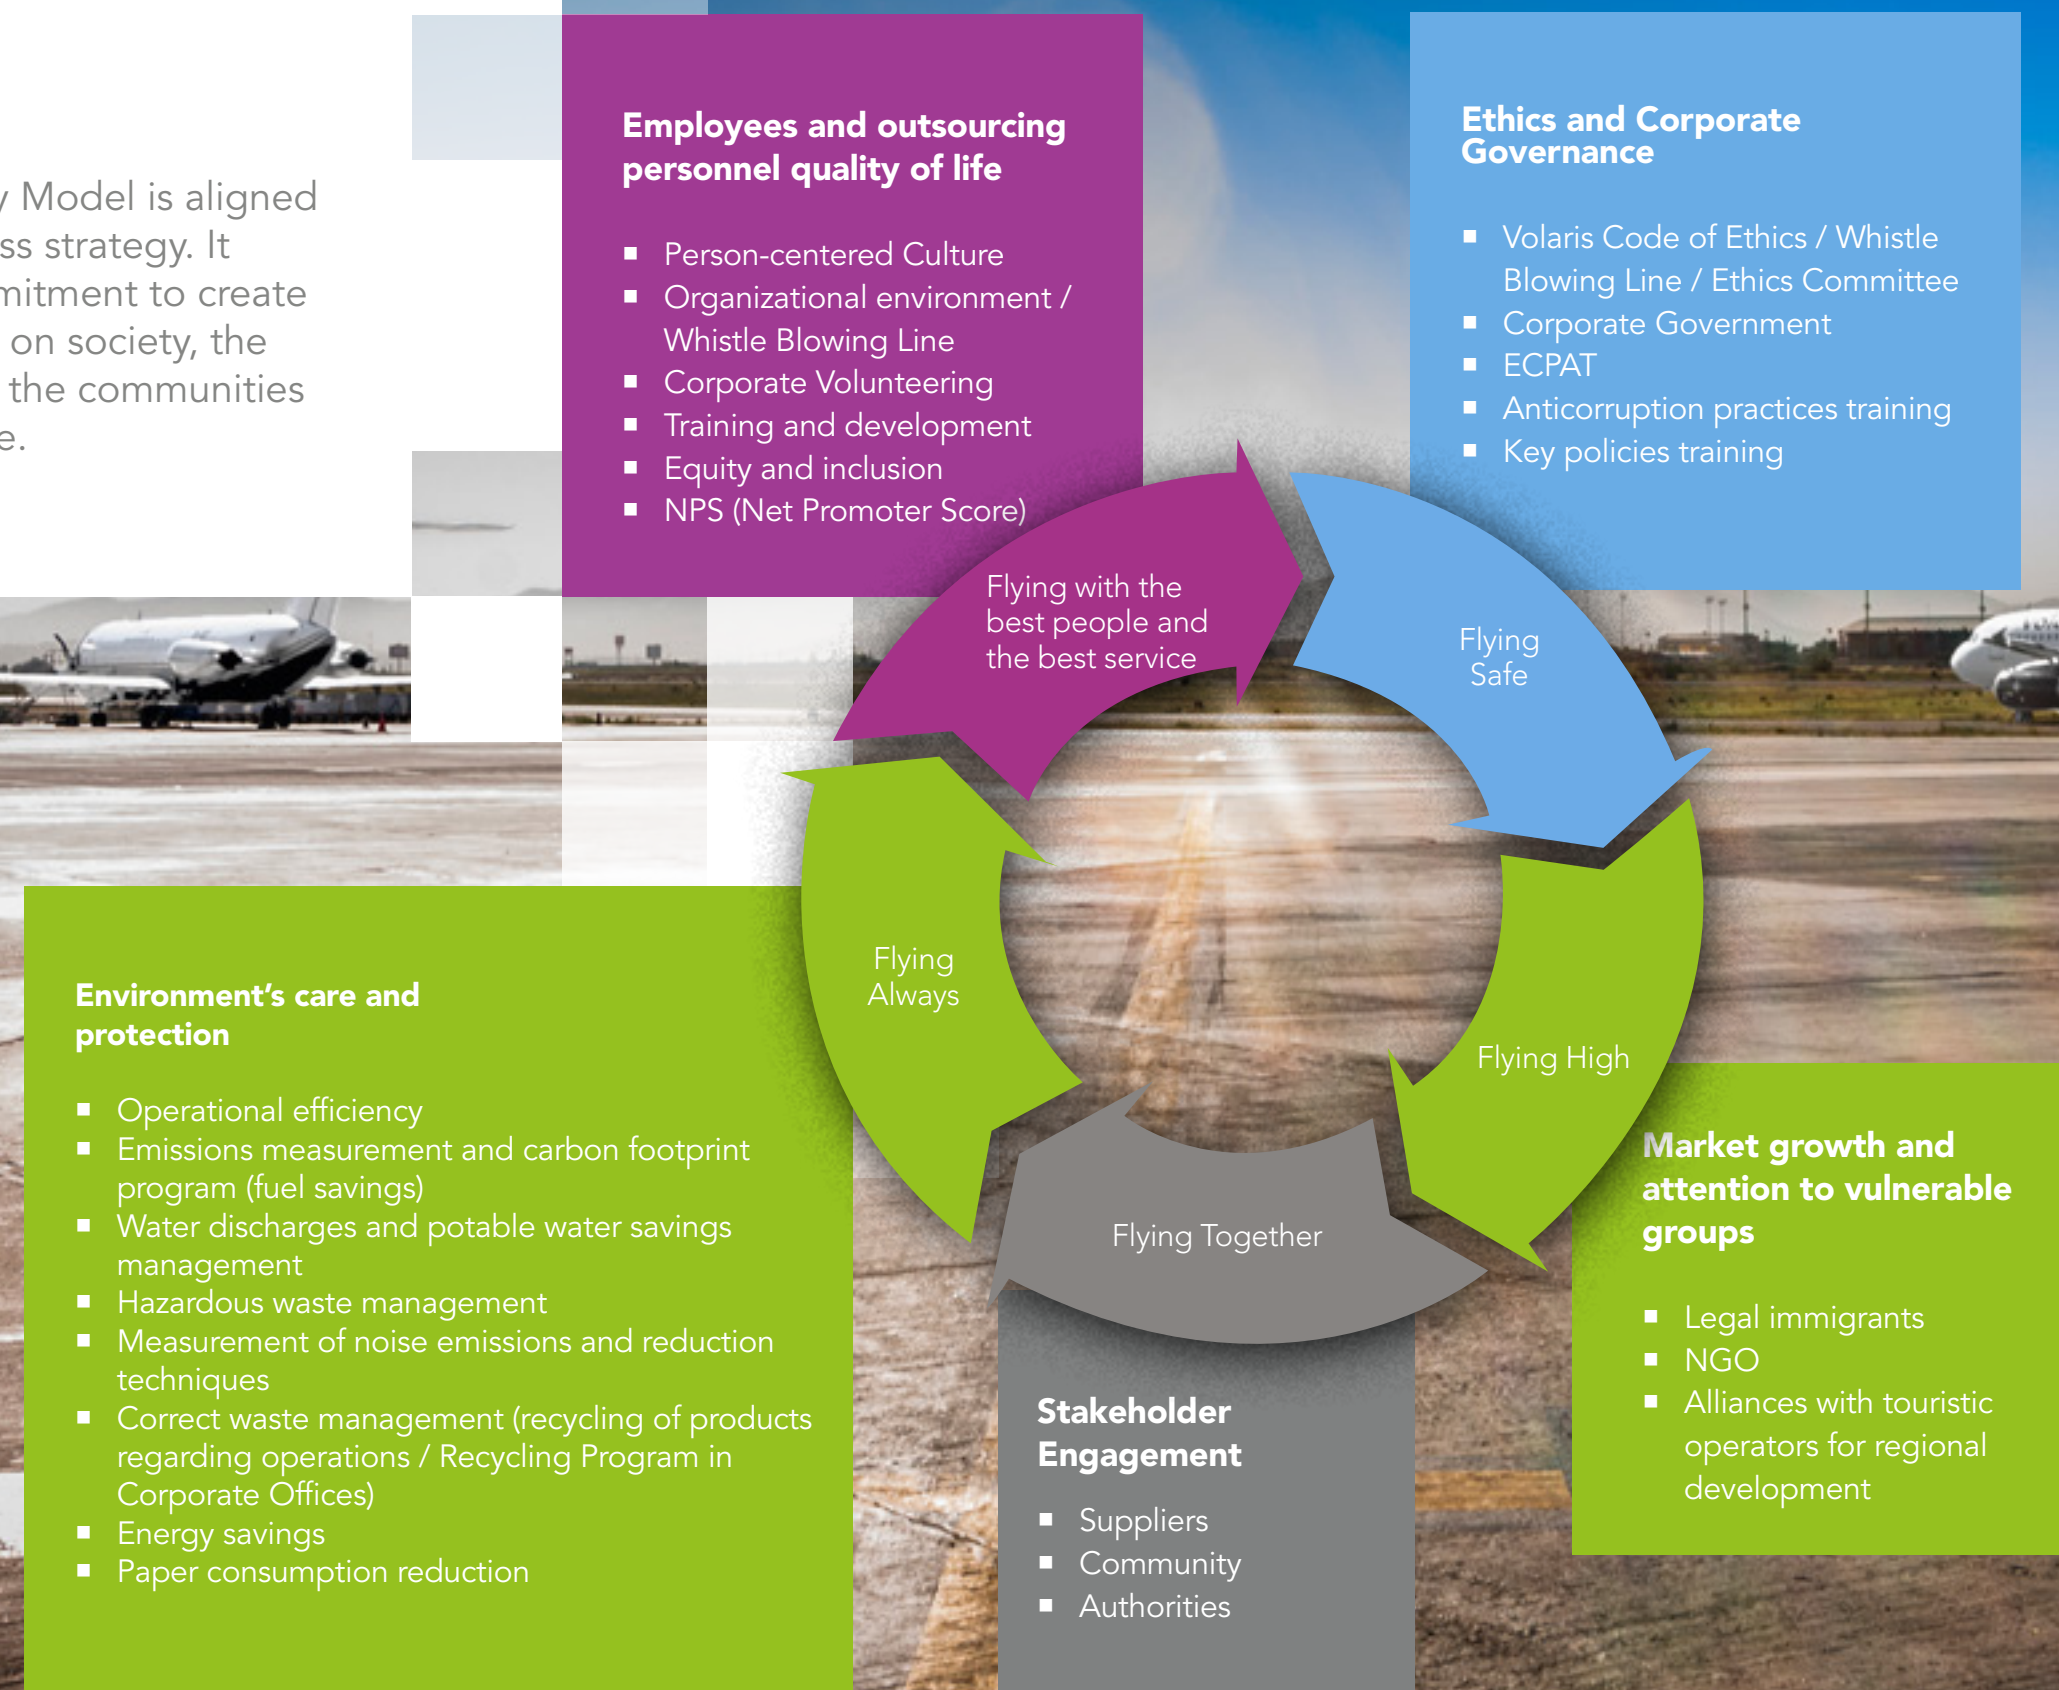 y Model is aligned
ss strategy. It
mitment to create
on society, the
the communities
e.
Employees and outsourcing
personnel quality of life
▪ Person-centered Culture
▪ Organizational environment /
Whistle Blowing Line
▪ Corporate Volunteering
▪ Training and development
▪ Equity and inclusion
▪ NPS (Net Promoter Score)
Ethics and Corporate
Governance
▪ Volaris Code of Ethics / Whistle
Blowing Line / Ethics Committee
▪ Corporate Government
▪ ECPAT
▪ Anticorruption practices training
▪ Key policies training
Flying with the
best people and
the best service
Flying
Safe
Flying
Always
Flying High
Flying Together
Environment’s care and
protection
▪ Operational efficiency
▪ Emissions measurement and carbon footprint
program (fuel savings)
▪ Water discharges and potable water savings
management
▪ Hazardous waste management
▪ Measurement of noise emissions and reduction
techniques
▪ Correct waste management (recycling of products
regarding operations / Recycling Program in
Corporate Offices)
▪ Energy savings
▪ Paper consumption reduction
Stakeholder
Engagement
▪ Suppliers
▪ Community
▪ Authorities
Market growth and
attention to vulnerable
groups
▪ Legal immigrants
▪ NGO
▪ Alliances with touristic
operators for regional
development